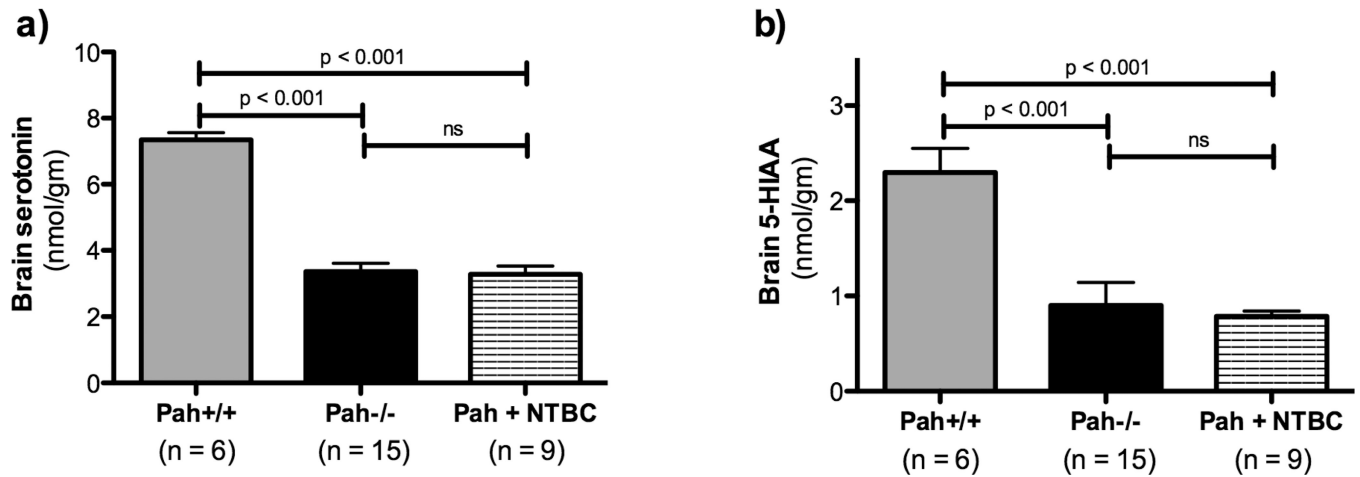 a)
Brain serotonin
(nmol/gm)
10
8
6
4
2
0
p < 0.001
p < 0.001
ns
Pah+/+
(n = 6)
Pah-/-
(n = 15)
Pah + NTBC
(n = 9)
b)
Brain 5-HIAA
(nmol/gm)
3
2
1
0
p < 0.001
p < 0.001
ns
Pah+/+
(n = 6)
Pah-/-
(n = 15)
Pah + NTBC
(n = 9)